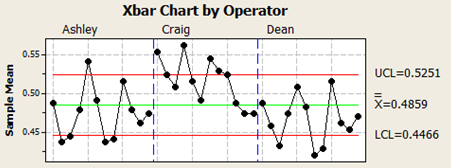 Xbar Chart by Operator
Ashley Craig Dean
Sample Mean
0.55
0.50
0.45
UCL=0.5251
X=0.4859
LCL=0.4466